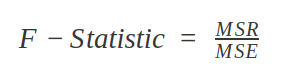 F − Statistic = MSR / MSE